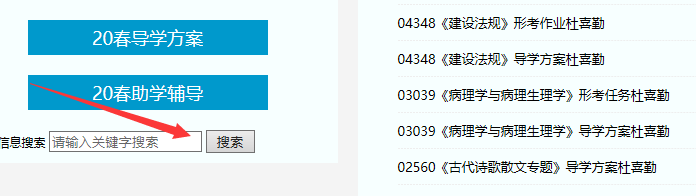 20春导学方案
20春助学辅导
信息搜索 请输入关键字搜索 搜索
04348《建设法规》形考作业杜喜勤
04348《建设法规》导学方案杜喜勤
03039《病理学与病理生理学》形考任务杜喜勤
03039《病理学与病理生理学》导学方案杜喜勤
02560《古代诗歌散文专题》导学方案杜喜勤